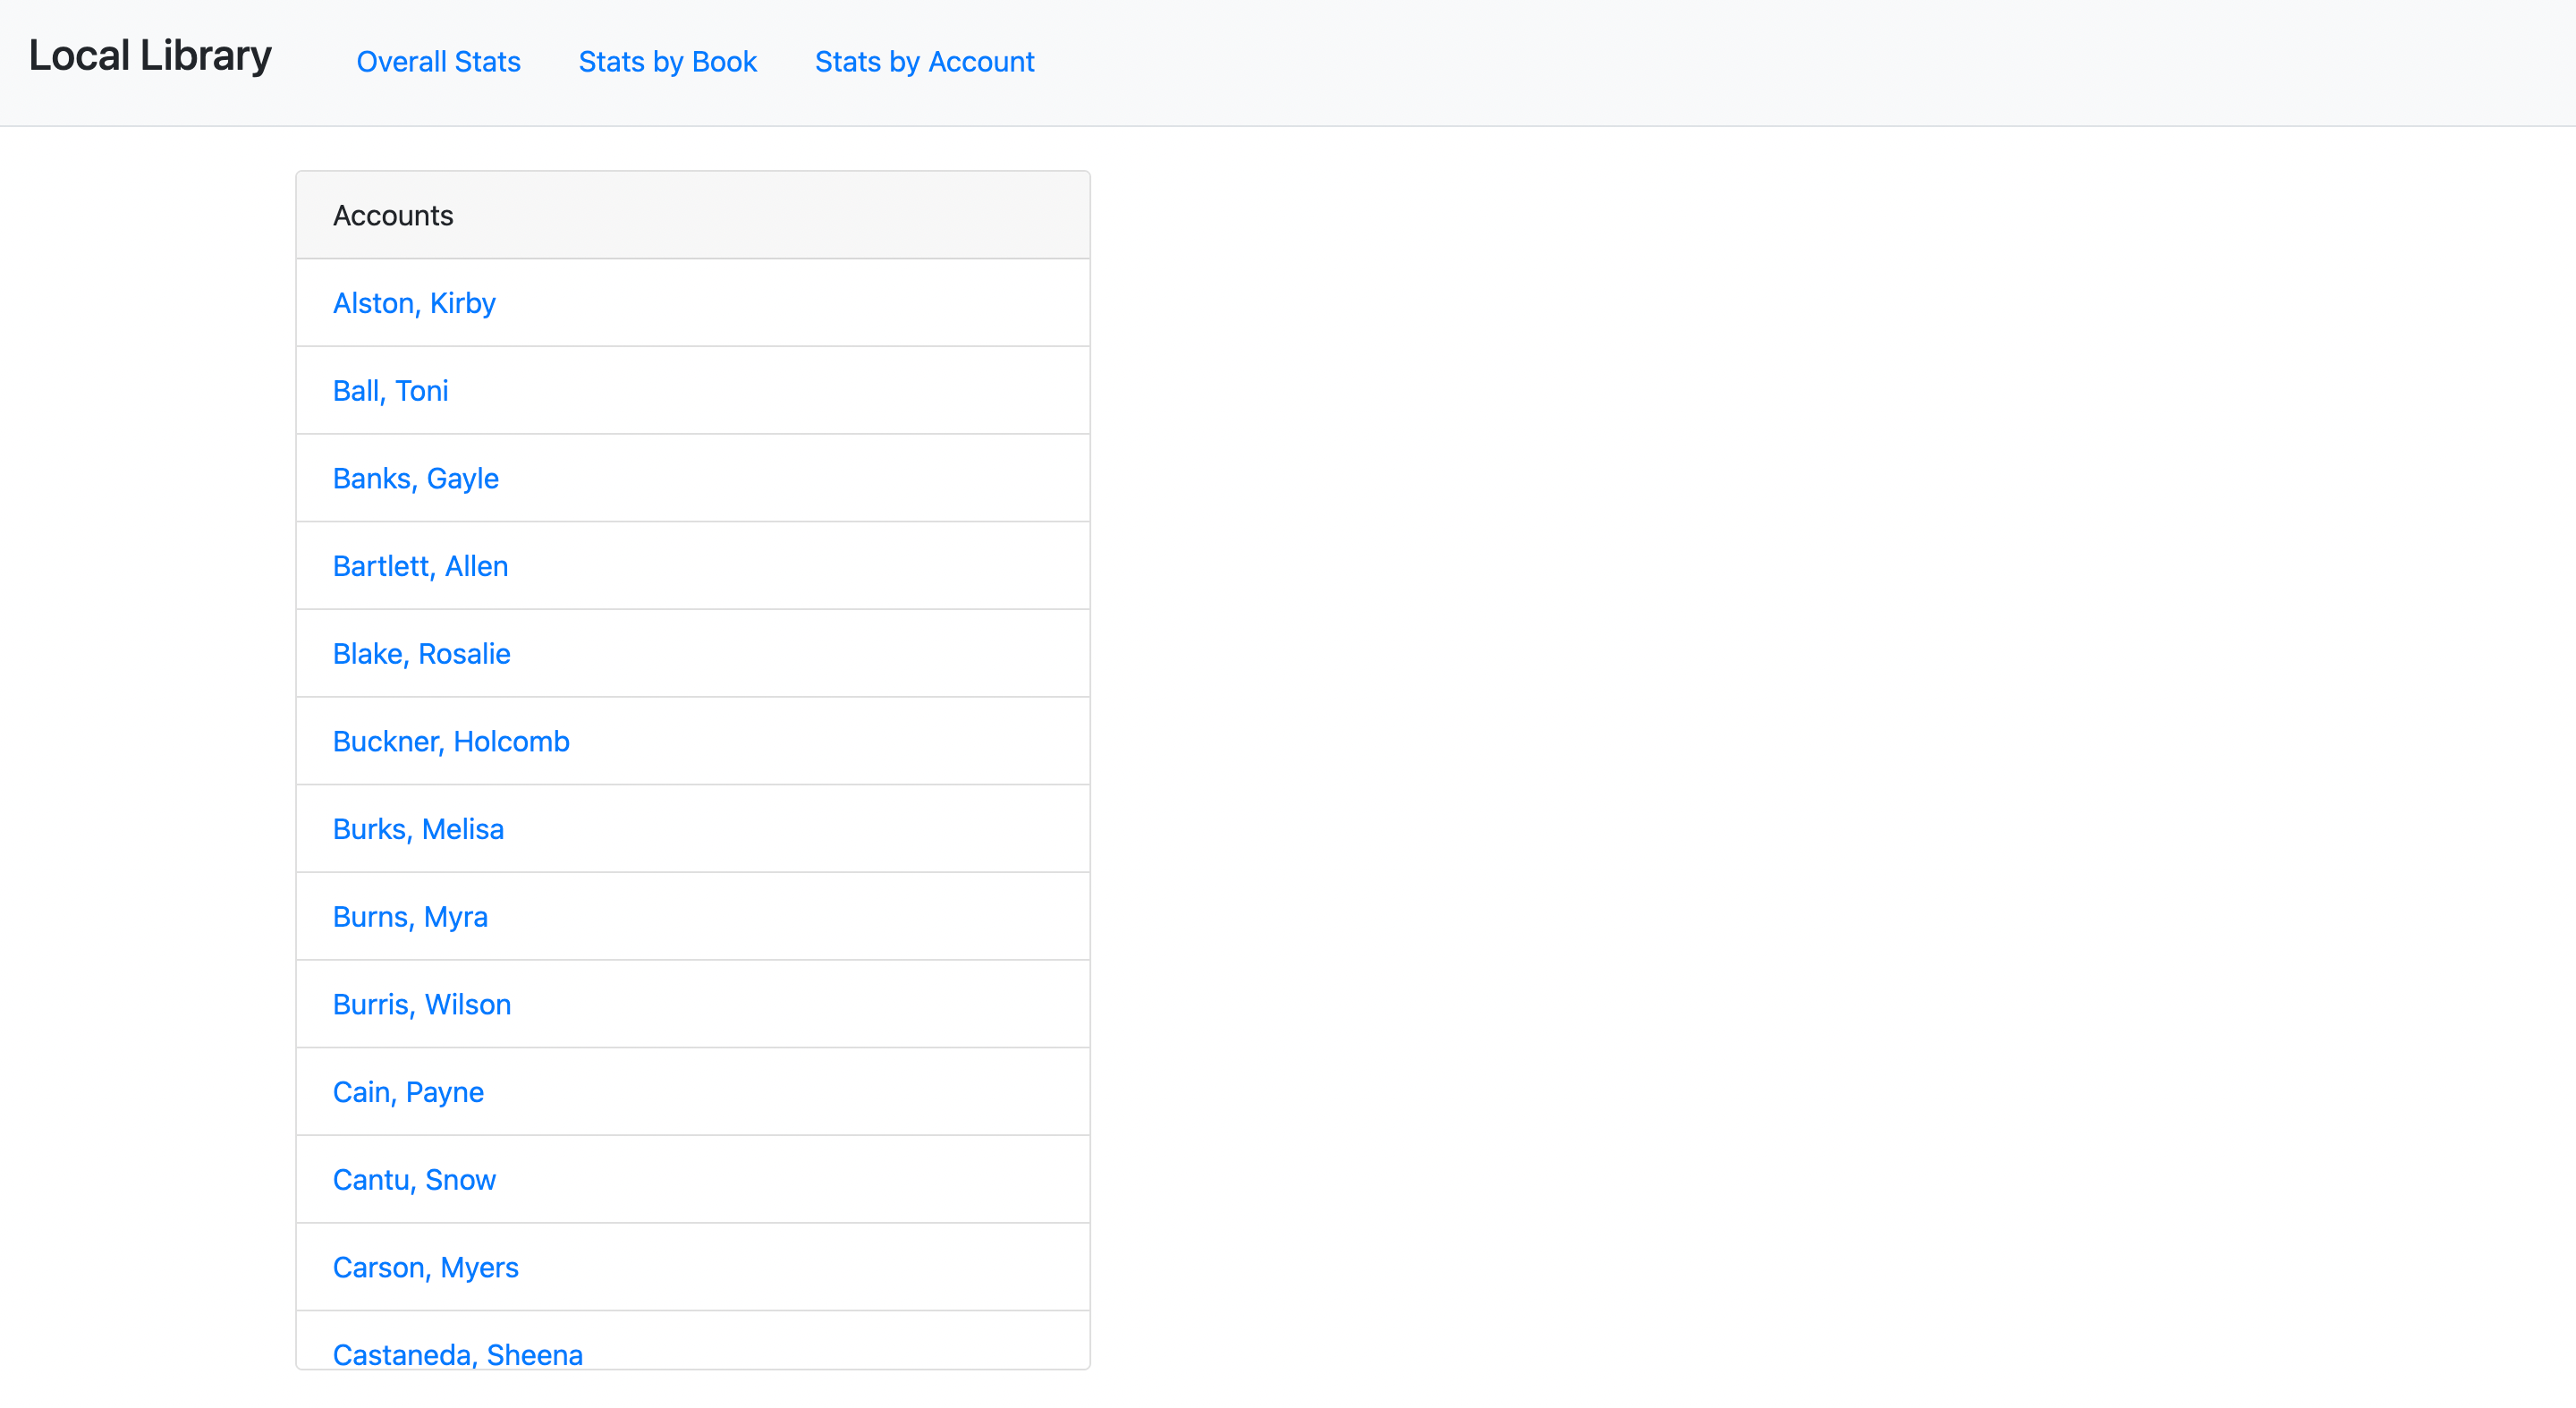 Local Library
Overall Stats
Stats by Book
Stats by Account
Accounts
Alston, Kirby
Ball, Toni
Banks, Gayle
Bartlett, Allen
Blake, Rosalie
Buckner, Holcomb
Burks, Melisa
Burns, Myra
Burris, Wilson
Cain, Payne
Cantu, Snow
Carson, Myers
Castaneda, Sheena